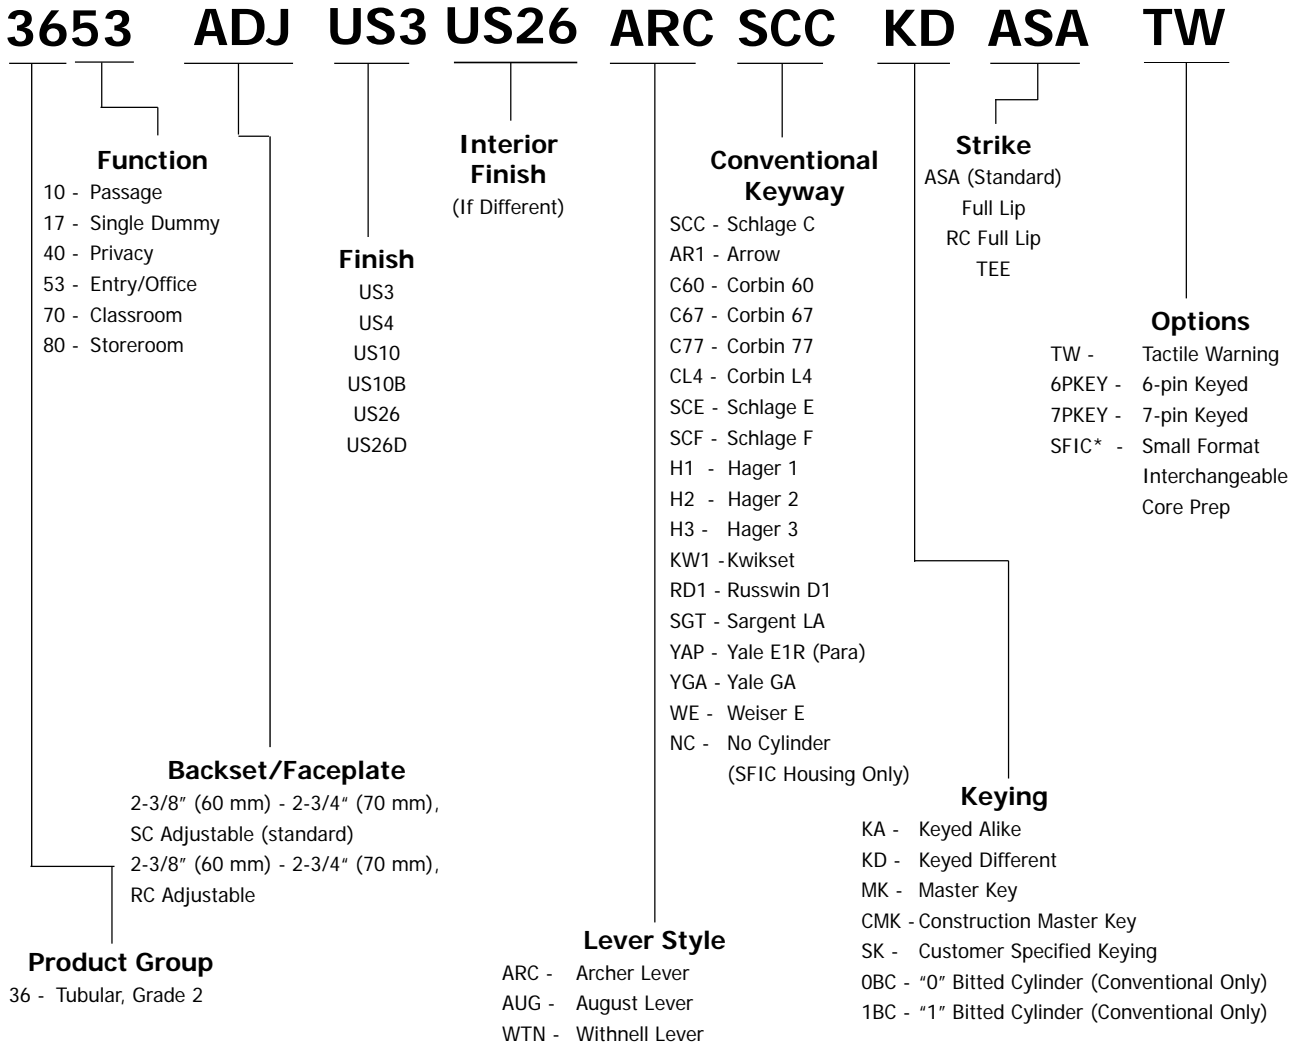 3653 ADJ US3 US26 ARC SCC KD ASA TW
Function
10 - Passage
17 - Single Dummy
40 - Privacy
53 - Entry/Office
70 - Classroom
80 - Storeroom
Backset/Faceplate
2-3/8" (60 mm) - 2-3/4" (70 mm),
SC Adjustable (standard)
2-3/8" (60 mm) - 2-3/4" (70 mm),
RC Adjustable
Product Group
36 - Tubular, Grade 2
Finish
US3
US4
US10
US10B
US26
US26D
Interior
Finish
(If Different)
Lever Style
ARC - Archer Lever
AUG - August Lever
WTN - Withnell Lever
Conventional
Keyway
SCC - Schlage C
AR1 - Arrow
C60 - Corbin 60
C67 - Corbin 67
C77 - Corbin 77
CL4 - Corbin L4
SCE - Schlage E
SCF - Schlage F
H1 - Hager 1
H2 - Hager 2
H3 - Hager 3
KW1 - Kwikset
RD1 - Russwin D1
SGT - Sargent LA
YAP - Yale E1R (Para)
YGA - Yale GA
WE - Weiser E
NC - No Cylinder
(SFIC Housing Only)
Strike
ASA (Standard)
Full Lip
RC Full Lip
TEE
Options
TW - Tactile Warning
6PKEY - 6-pin Keyed
7PKEY - 7-pin Keyed
SFIC* - Small Format
Interchangeable
Core Prep
Keying
KA - Keyed Alike
KD - Keyed Different
MK - Master Key
CMK - Construction Master Key
SK - Customer Specified Keying
0BC - "0" Bitted Cylinder (Conventional Only)
1BC - "1" Bitted Cylinder (Conventional Only)